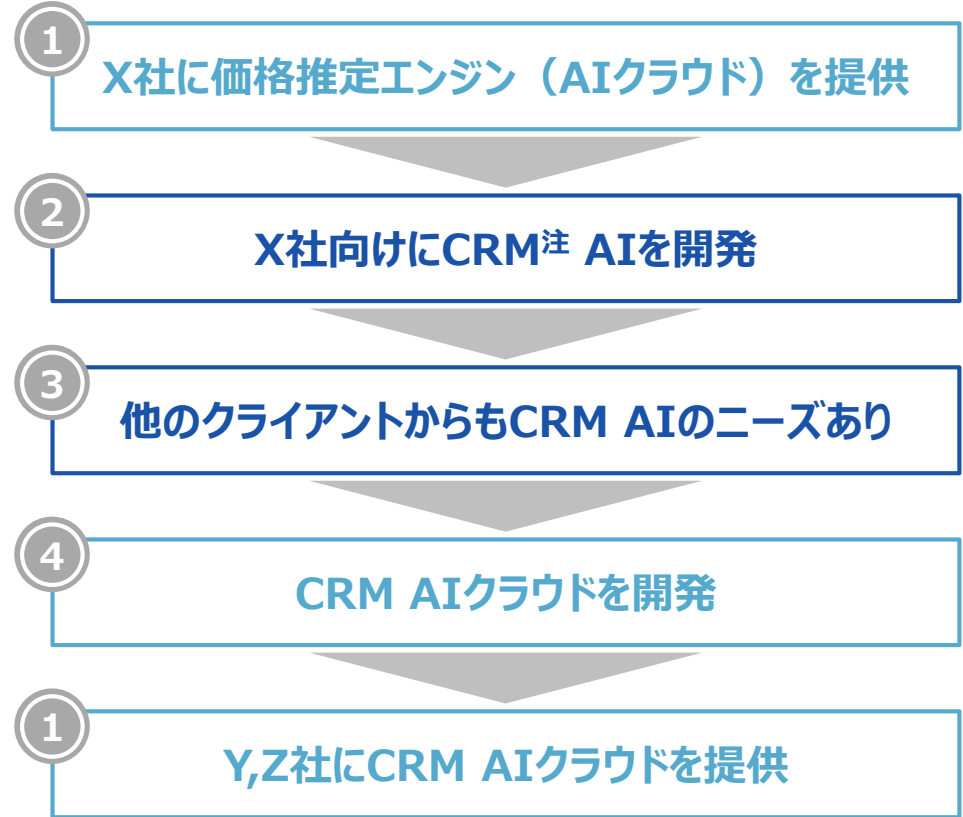 1
X社に価格推定エンジン（AIクラウド）を提供
2
X社向けにCRM注 AIを開発
3
他のクライアントからもCRM AIのニーズあり
4
CRM AIクラウドを開発
1
Y,Z社にCRM AIクラウドを提供